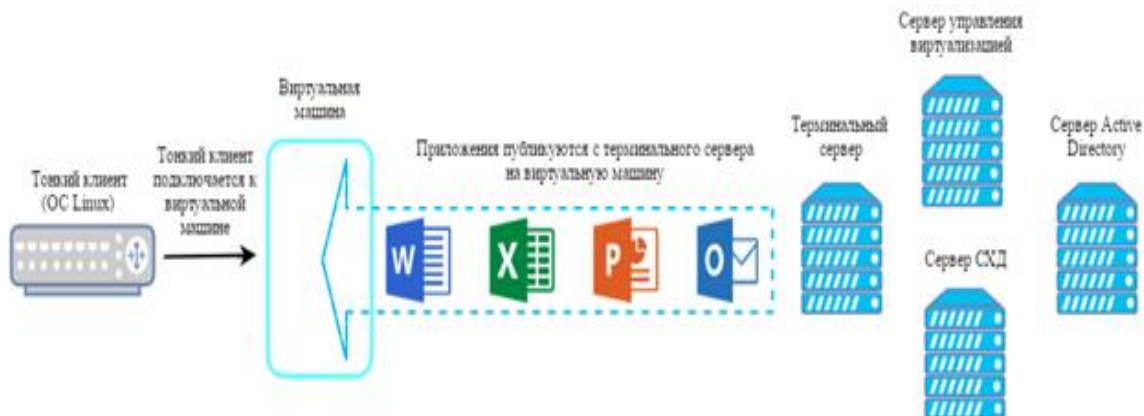 Тонкий клиент
(ОС Linux)
Тонкий клиент
подключается к
виртуальной
машине
Виртуальная
машина
Приложения публикуются с терминального сервера
на виртуальную машину
W
X
P
O
Терминальный
сервер
Сервер управления
виртуализацией
Сервер СХД
Сервер Active
Directory